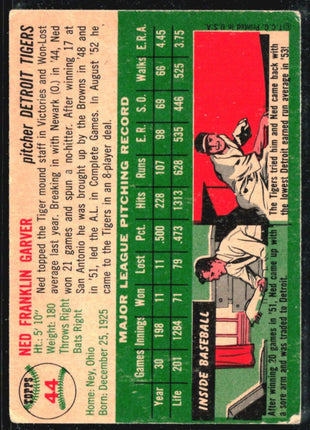 TOPPS
44
NED FRANKLIN GARVER
pitcher DETROIT TIGERS
Ht.: 5' 10"
Weight: 180
Throws Right
Bats Right
Home: Ney, Ohio
Born: December 25, 1925
Ned topped the Tiger mound staff in Victories and Won-Lost
average last year. Breaking with Newark (O.) in '44, Ned
won 21 games and spun a no-hitter. After winning 17 at
San Antonio he was brought up by the Browns in '48 and
in '51, led the A.L. in Complete Games. In August '52 he
came to the Tigers in an 8-player deal.
MAJOR LEAGUE PITCHING RECORD
Games Innings Won Lost Pct. Hits Runs E.R. S.O. Walks E.R.A.
Year 30 198 11 11 .500 228 107 98 69 66 4.45
Life 201 1284 71 79 .473 1313 628 535 446 532 3.75
INSIDE BASEBALL
After winning 20 games in '51, Ned came up with
a sore arm and was traded to Detroit.
The Tigers tried him and Ned came back with
the lowest Detroit earned run average in '53!